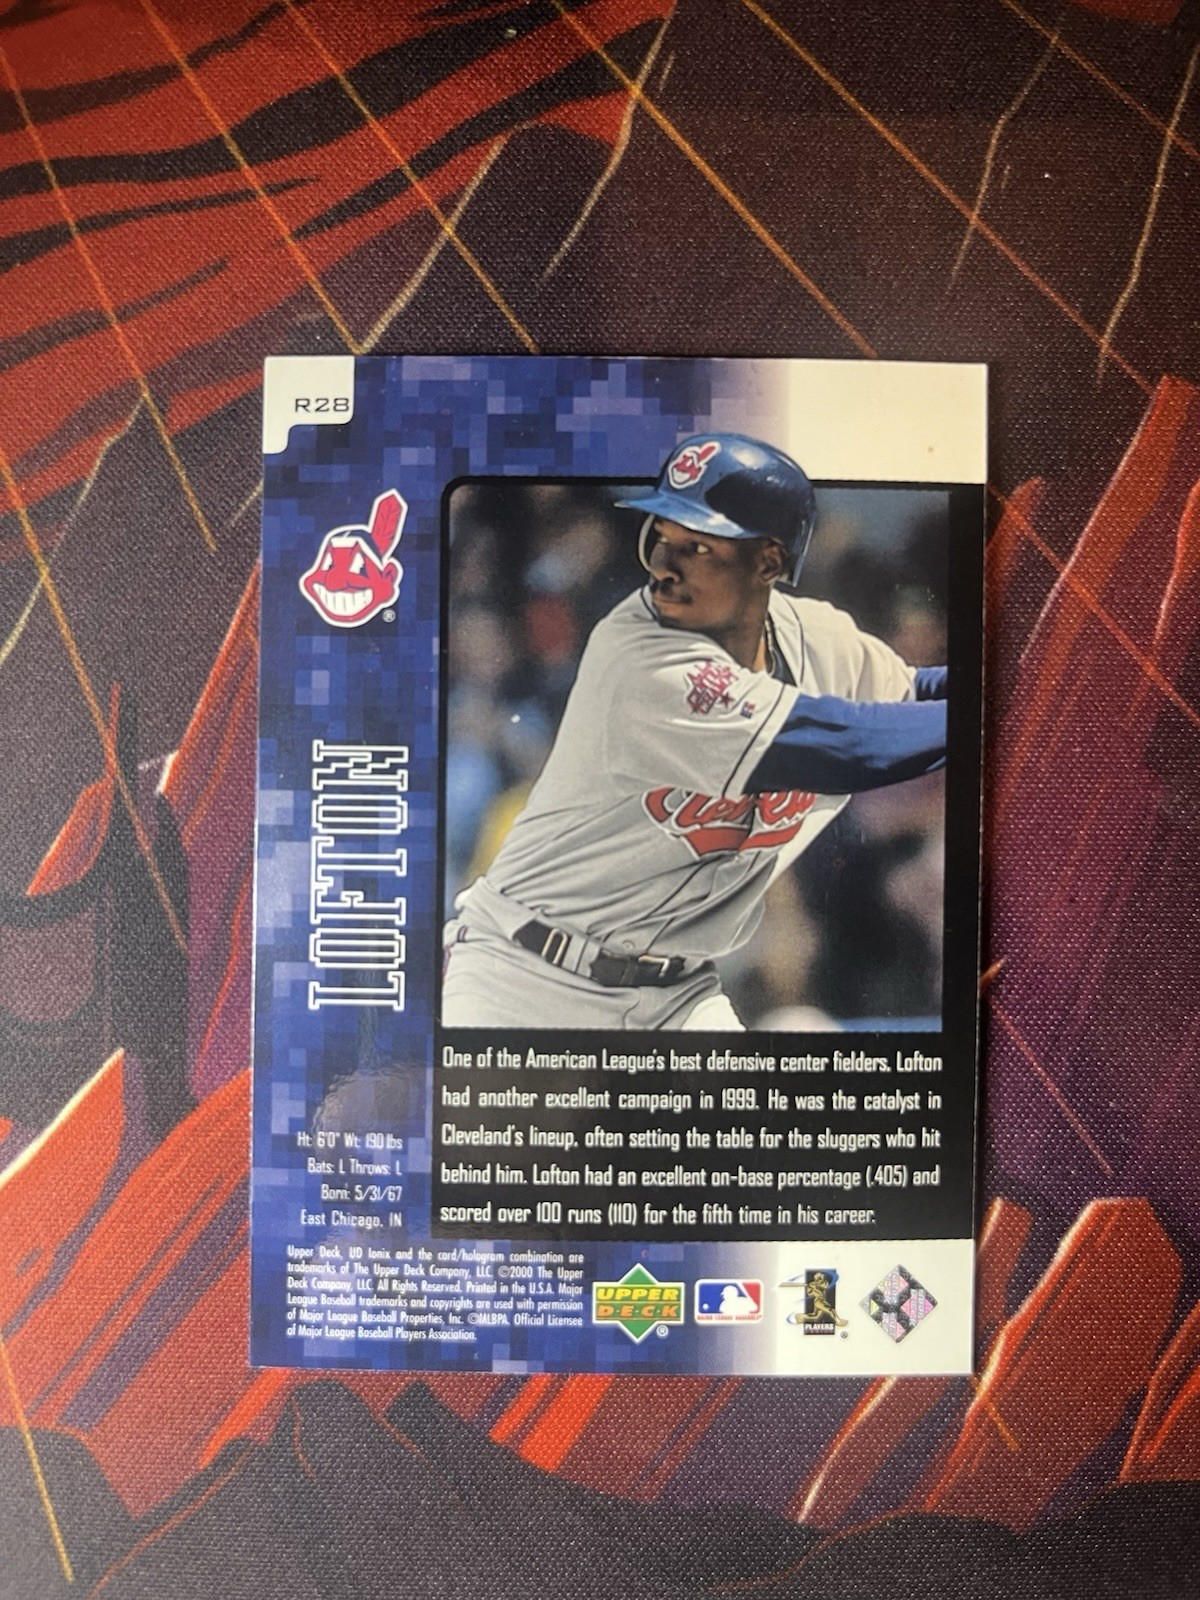 R28
LOFTON
Cleveland
One of the American League's best defensive center fielders, Lofton
had another excellent campaign in 1999. He was the catalyst in
Cleveland's lineup, often setting the table for the sluggers who hit
behind him. Lofton had an excellent on-base percentage (.405) and
scored over 100 runs (110) for the fifth time in his career.
Ht: 6'0" Wt: 190 lbs
Bats: L Throws: L
Born: 5/31/67
East Chicago, IN
Upper Deck, UD Ionix and the card/hologram combination are
trademarks of The Upper Deck Company, LLC. ©2000 The Upper
Deck Company, LLC. All Rights Reserved. Printed in the U.S.A. Major
League Baseball trademarks and copyrights are used with permission
of Major League Baseball Properties, Inc. ©MLBPA Official Licensee
of Major League Baseball Players Association.
UPPER
DECK
®
PLAYERS
®